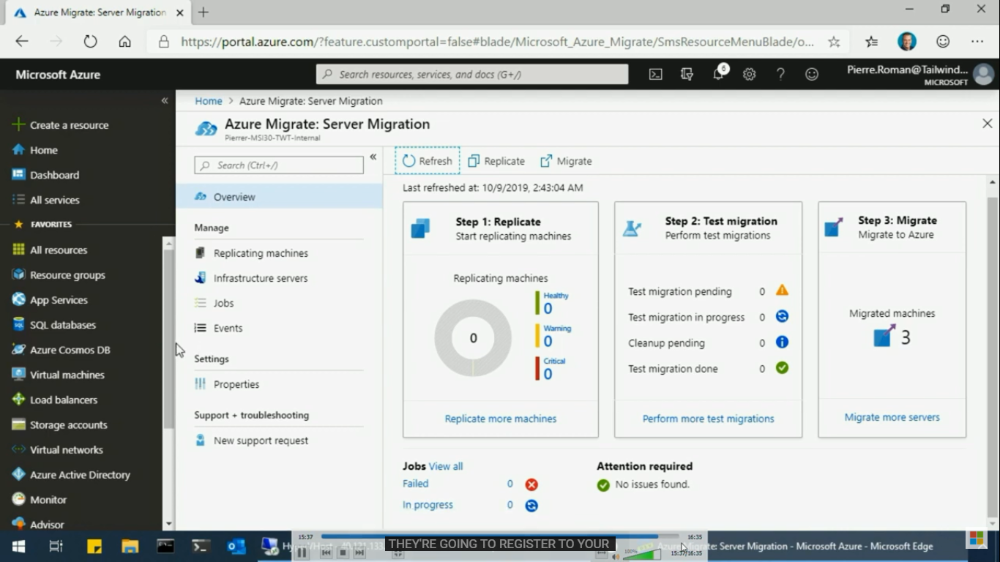 Azure Migrate: Server Migration
https://portal.azure.com/?feature.customportal=false#blade/Microsoft_Azure_Migrate/SmsResourceMenuBlade/o...
Microsoft Azure
Search resources, services, and docs (G+/)
6
Pierre.Roman@Tailwind...
MICROSOFT
Create a resource
Home
Dashboard
All services
FAVORITES
All resources
Resource groups
App Services
SQL databases
Azure Cosmos DB
Virtual machines
Load balancers
Storage accounts
Virtual networks
Azure Active Directory
Monitor
Advisor
Home > Azure Migrate: Server Migration
Azure Migrate: Server Migration
Pierrer-MSI30-TWT-Internal
Search (Ctrl+/)
Overview
Manage
Replicating machines
Infrastructure servers
Jobs
Events
Settings
Properties
Support + troubleshooting
New support request
Refresh
Replicate
Migrate
Last refreshed at: 10/9/2019, 2:43:04 AM
Step 1: Replicate
Start replicating machines
Replicating machines
0
Healthy
0
Warning
0
Critical
0
Replicate more machines
Step 2: Test migration
Perform test migrations
Test migration pending 0
Test migration in progress 0
Cleanup pending 0
Test migration done 0
Perform more test migrations
Step 3: Migrate
Migrate to Azure
Migrated machines
3
Migrate more servers
Jobs View all
Failed 0
In progress 0
Attention required
No issues found.
15:37
16:35
THEY'RE GOING TO REGISTER TO YOUR
100%
15:37/16:35
Migrate: Server Migration - Microsoft Azure - Microsoft Edge